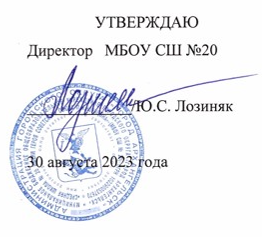 УТВЕРЖДАЮ
Директор МБОУ СШ №20
Ю.С. Лозиняк
30 августа 2023 года